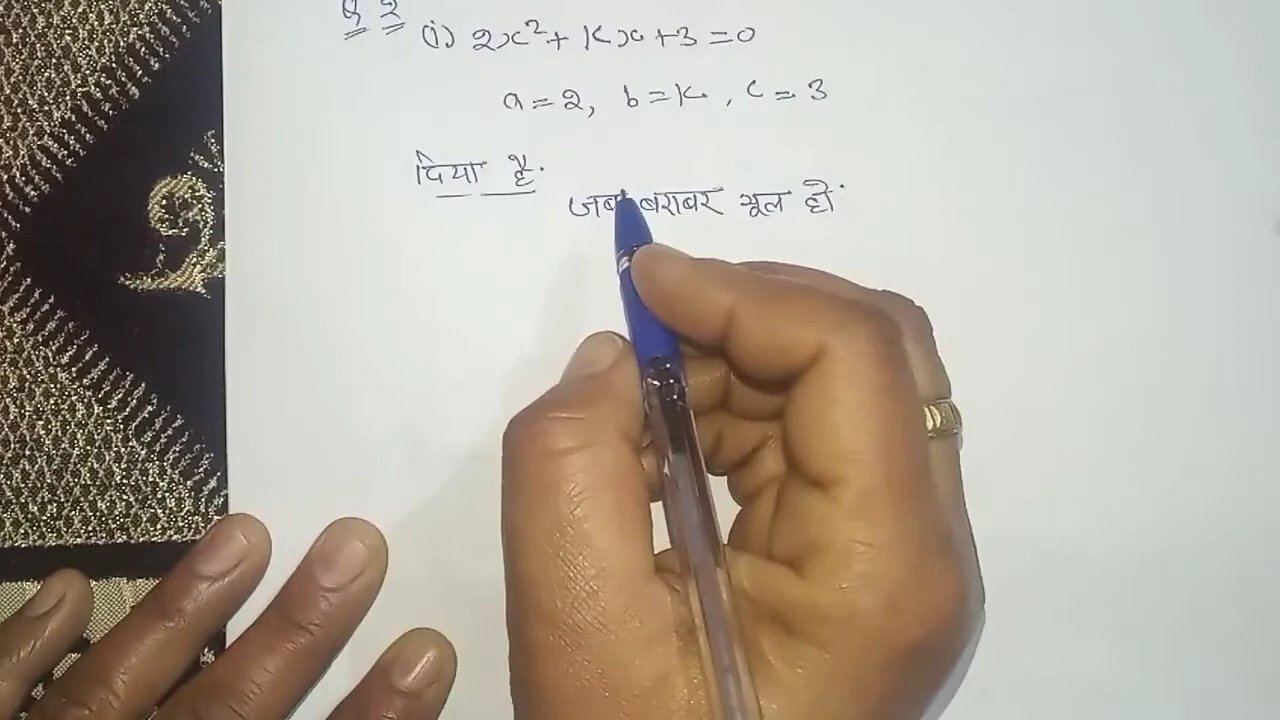 Q 2
(i) 2x² + kx + 3 = 0
a = 2, b = k, c = 3
दिया है.
जब बराबर मूल हो.